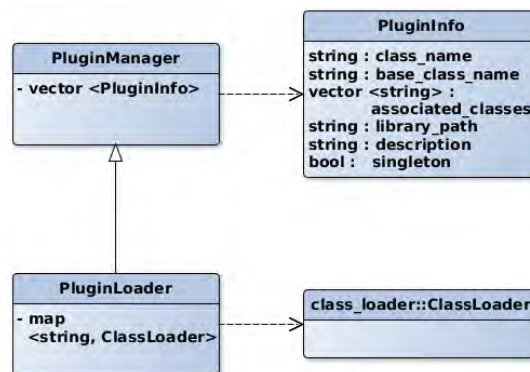 PluginManager
- vector <PluginInfo>
PluginInfo
string : class_name
string : base_class_name
vector <string> :
associated_classes
string : library_path
string : description
bool : singleton
PluginLoader
- map
<string, ClassLoader>
class_loader::ClassLoader